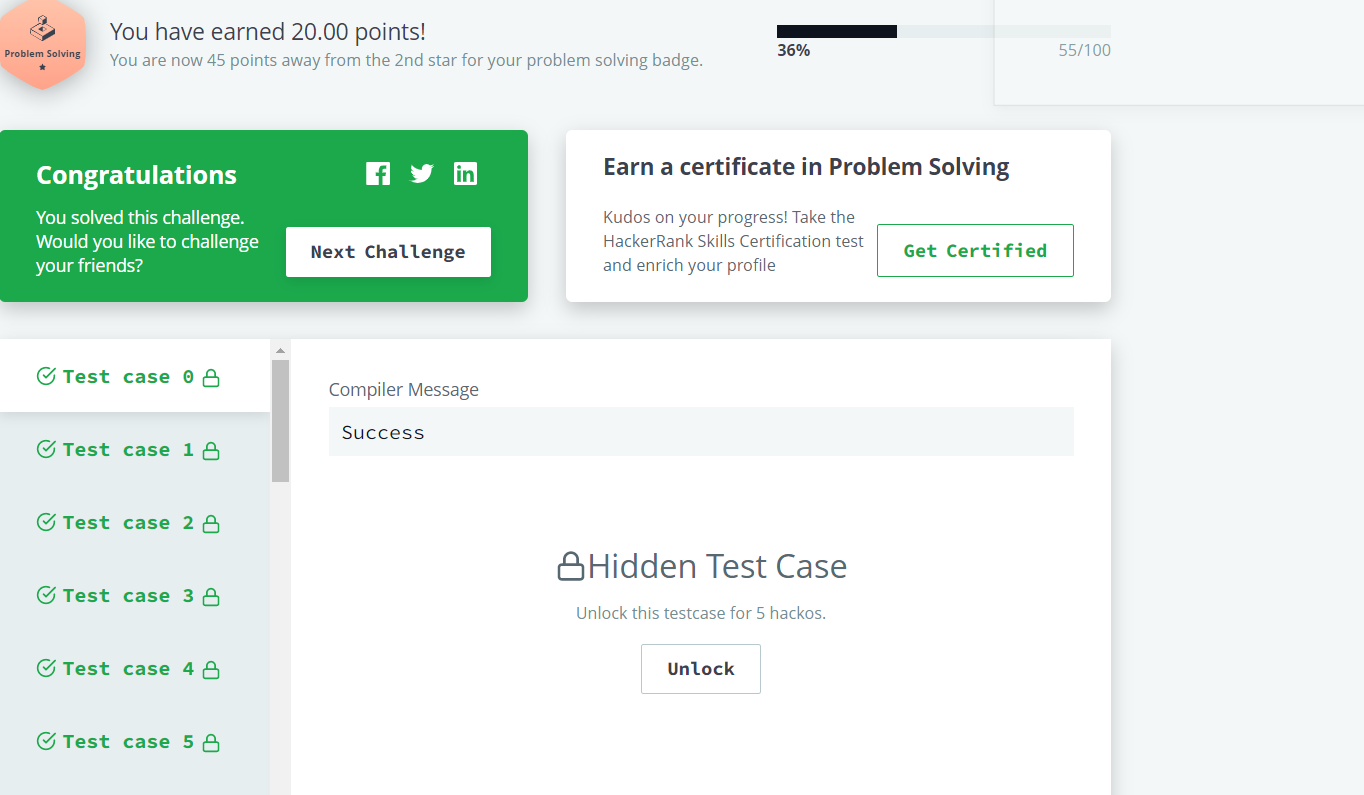 Problem Solving
You have earned 20.00 points!
You are now 45 points away from the 2nd star for your problem solving badge.
36%
55/100
Congratulations
You solved this challenge.
Would you like to challenge
your friends?
Next Challenge
Earn a certificate in Problem Solving
Kudos on your progress! Take the
HackerRank Skills Certification test
and enrich your profile
Get Certified
Test case 0
Test case 1
Test case 2
Test case 3
Test case 4
Test case 5
Compiler Message
Success
Hidden Test Case
Unlock this testcase for 5 hackos.
Unlock